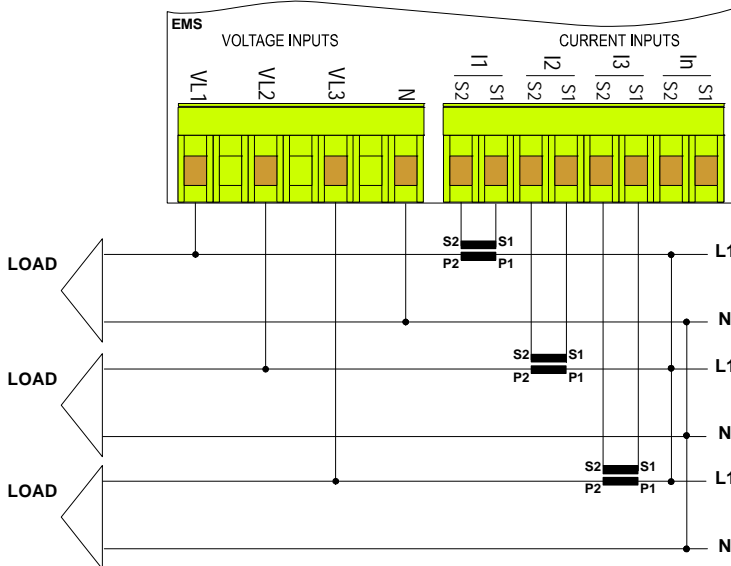 EMS
VOLTAGE INPUTS
CURRENT INPUTS
VL1
VL2
VL3
N
I1
I2
I3
In
S2
S1
S2
S1
S2
S1
S2
S1
S2 S1
LOAD
P2 P1
L1
N
S2 S1
LOAD
P2 P1
L1
N
S2 S1
LOAD
P2 P1
L1
N